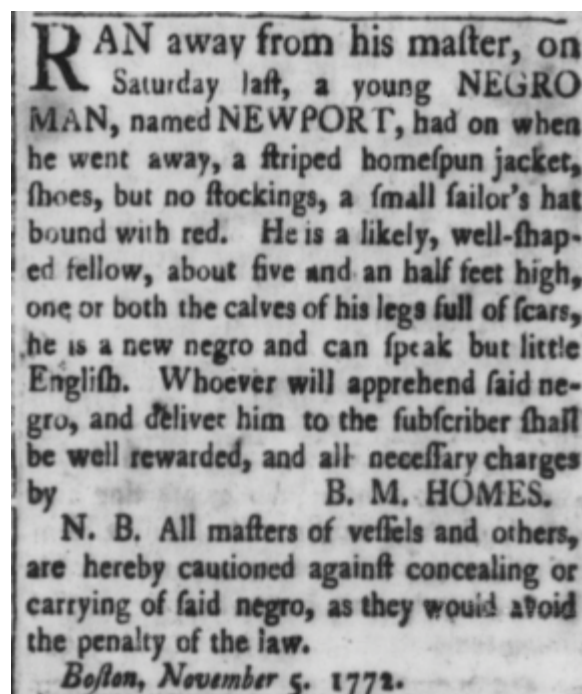 RAN away from his maſter, on
Saturday laſt, a young NEGRO
MAN, named NEWPORT, had on when
he went away, a ſtriped homeſpun jacket,
ſhoes, but no ſtockings, a ſmall ſailor's hat
bound with red. He is a likely, well-ſhap-
ed fellow, about five and an half feet high,
one or both the calves of his legs full of ſcars,
he is a new negro and can ſpeak but little
Engliſh. Whoever will apprehend ſaid ne-
gro, and deliver him to the ſubſcriber ſhall
be well rewarded, and all neceſſary charges
by B. M. HOMES.
N. B. All maſters of veſſels and others,
are hereby cautioned againſt concealing or
carrying of ſaid negro, as they would avoid
the penalty of the law.
Boſton, November 5. 1772.